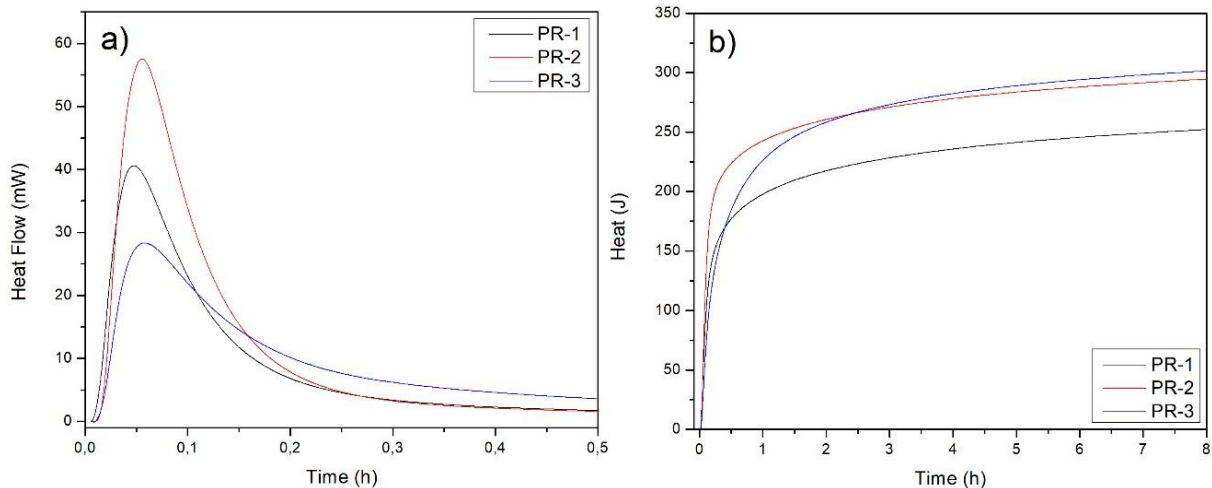 a)
PR-1
PR-2
PR-3
60
50
40
30
20
10
0
Heat Flow (mW)
0,0
0,1
0,2
0,3
0,4
0,5
Time (h)
b)
350
300
250
200
150
100
50
0
Heat (J)
PR-1
PR-2
PR-3
0
1
2
3
4
5
6
7
8
Time (h)